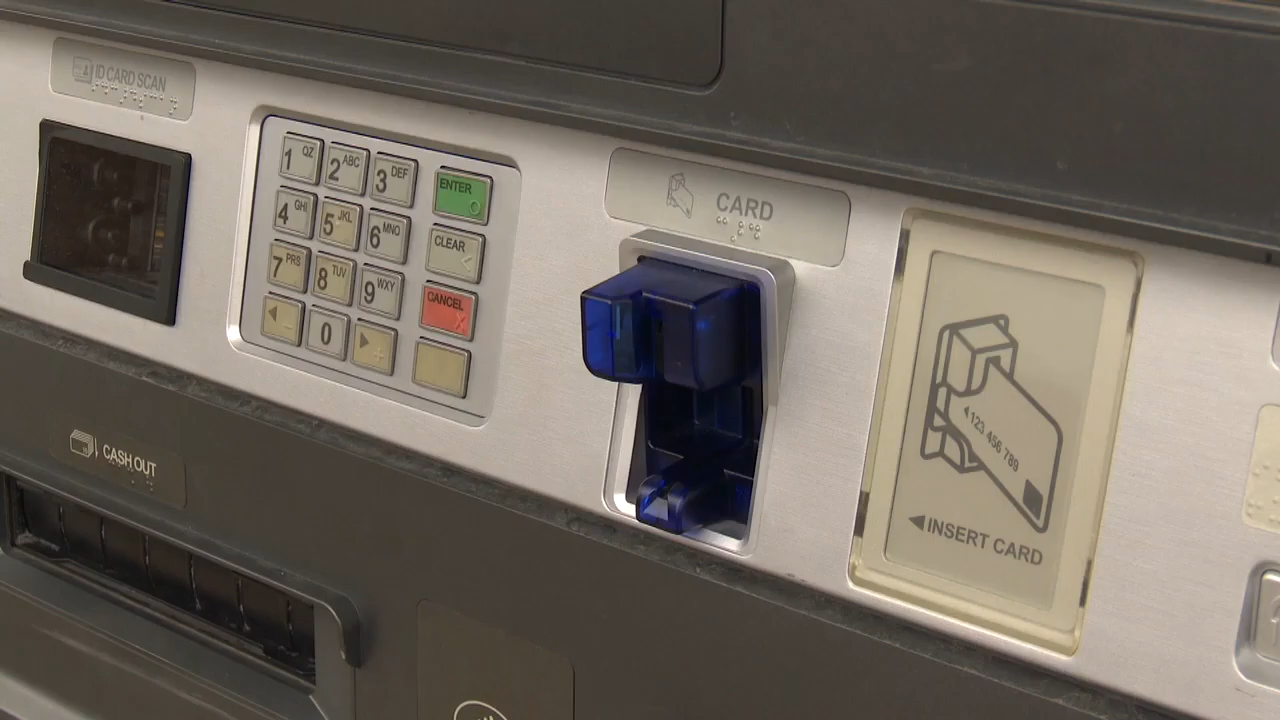 ID CARD SCAN
1 QZ 2 ABC 3 DEF ENTER
4 GHI 5 JKL 6 MNO CLEAR
7 PRS 8 TUV 9 WXY CANCEL
0
CARD
123 456 789
INSERT CARD
CASH OUT